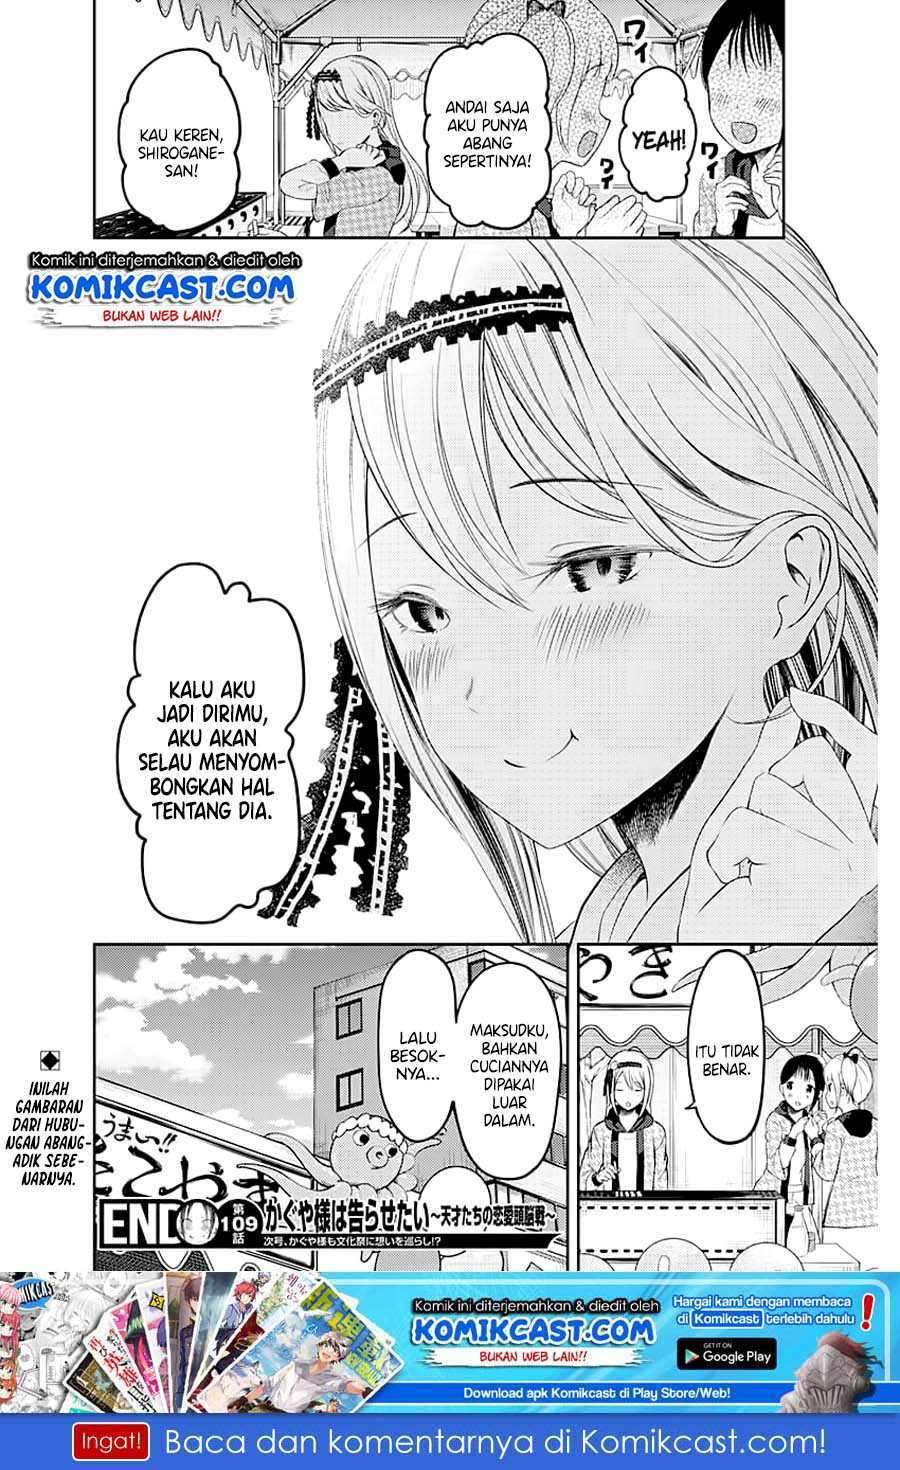 ワイ
ワイ
ワイ
YEAH!
ANDAI SAJA
AKU PUNYA
ABANG
SEPERTINYA!
KAU KEREN,
SHIROGANE-
SAN!
Komik ini diterjemahkan & diedit oleh
KOMIKCAST.COM
BUKAN WEB LAIN!!
KALU AKU
JADI DIRIMU,
AKU AKAN
SELAU MENYOM-
BONGKAN HAL
TENTANG DIA.
やき
ITU TIDAK
BENAR.
MAKSUDKU,
BAHKAN
CUCIANNYA
DIPAKAI
LUAR
DALAM.
LALU
BESOK-
NYA...
うまい!!
INILAH
GAMBARAN
DARI HUBU-
NGAN ABANG-
ADIK SEBE-
NARNYA.
END
第109話
かぐや様は告らせたい
～天才たちの恋愛頭脳戦～
次号、かぐや様も文化祭に想いを巡らし!?
Komik ini diterjemahkan & diedit oleh
KOMIKCAST.COM
BUKAN WEB LAIN!!
Hargai kami dengan membaca
di Komikcast terlebih dahulu !
GET IT ON
Google Play
Download apk Komikcast di Play Store/Web!
Ingat! Baca dan komentarnya di Komikcast.com!